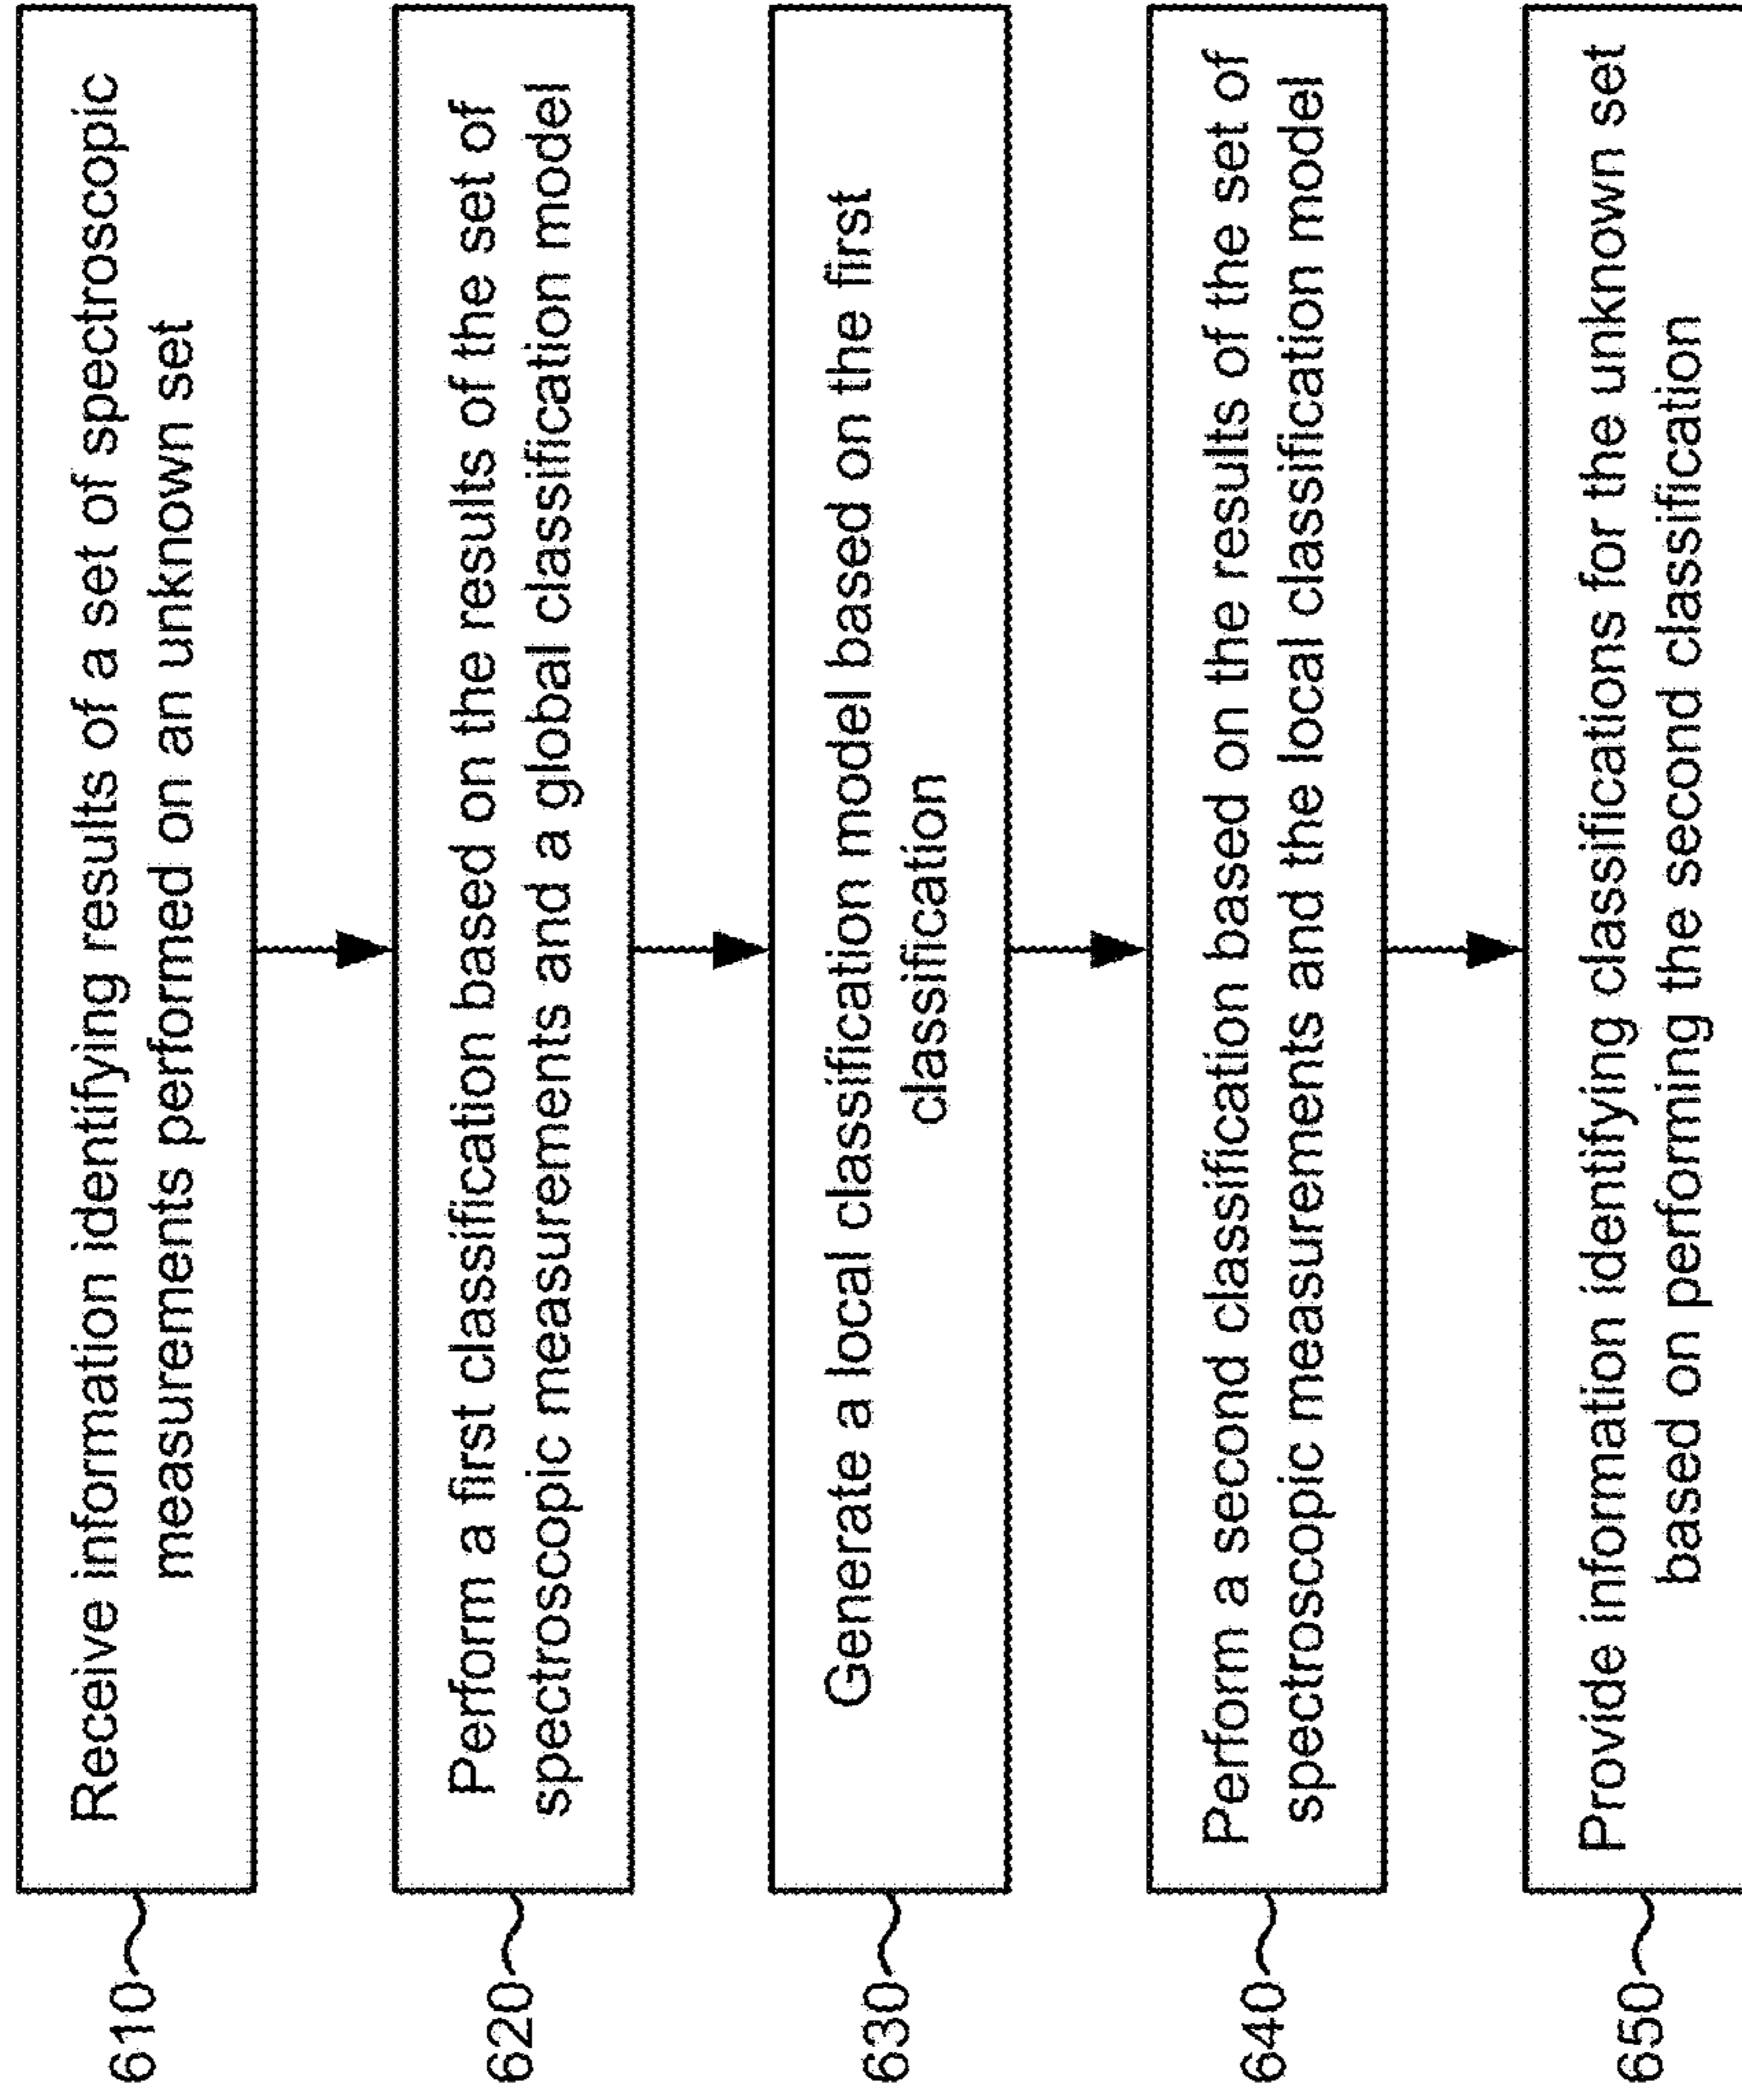 610
Receive information identifying results of a set of spectroscopic
measurements performed on an unknown set
620
Perform a first classification based on the results of the set of
spectroscopic measurements and a global classification model
630
Generate a local classification model based on the first
classification
640
Perform a second classification based on the results of the set of
spectroscopic measurements and the local classification model
650
Provide information identifying classifications for the unknown set
based on performing the second classification